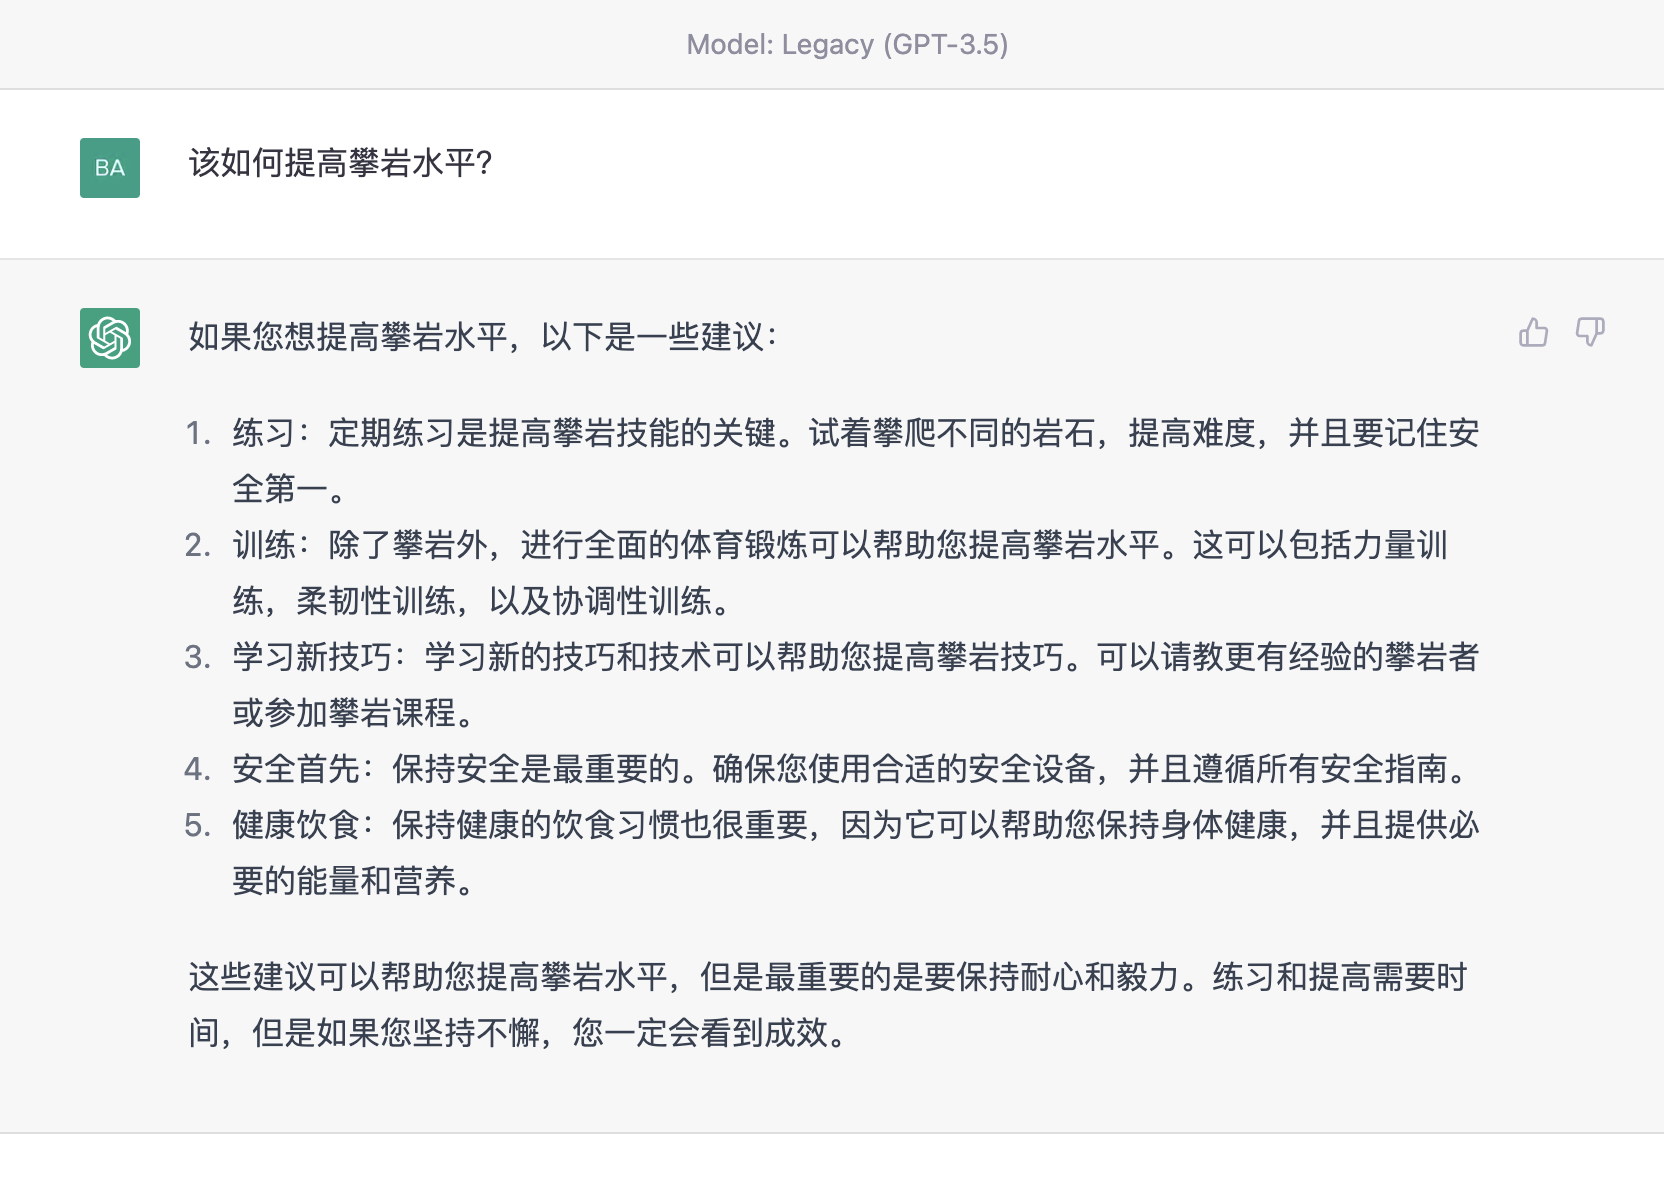 Model: Legacy (GPT-3.5)
BA
该如何提高攀岩水平?
如果您想提高攀岩水平，以下是一些建议：
1. 练习：定期练习是提高攀岩技能的关键。试着攀爬不同的岩石，提高难度，并且要记住安
全第一。
2. 训练：除了攀岩外，进行全面的体育锻炼可以帮助您提高攀岩水平。这可以包括力量训
练，柔韧性训练，以及协调性训练。
3. 学习新技巧：学习新的技巧和技术可以帮助您提高攀岩技巧。可以请教更有经验的攀岩者
或参加攀岩课程。
4. 安全首先：保持安全是最重要的。确保您使用合适的安全设备，并且遵循所有安全指南。
5. 健康饮食：保持健康的饮食习惯也很重要，因为它可以帮助您保持身体健康，并且提供必
要的能量和营养。
这些建议可以帮助您提高攀岩水平，但是最重要的是要保持耐心和毅力。练习和提高需要时
间，但是如果您坚持不懈，您一定会看到成效。